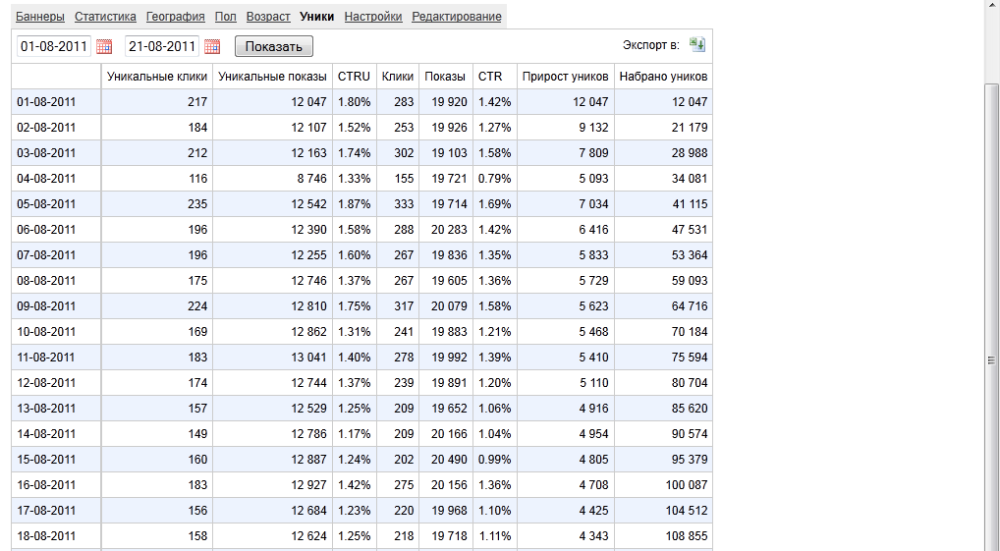 Баннеры Статистика География Пол Возраст Уники Настройки Редактирование
01-08-2011 21-08-2011 Показать Экспорт в:
Уникальные клики Уникальные показы CTRU Клики Показы CTR Прирост уников Набрано уников
01-08-2011 217 12 047 1.80% 283 19 920 1.42% 12 047 12 047
02-08-2011 184 12 107 1.52% 253 19 926 1.27% 9 132 21 179
03-08-2011 212 12 163 1.74% 302 19 103 1.58% 7 809 28 988
04-08-2011 116 8 746 1.33% 155 19 721 0.79% 5 093 34 081
05-08-2011 235 12 542 1.87% 333 19 714 1.69% 7 034 41 115
06-08-2011 196 12 390 1.58% 288 20 283 1.42% 6 416 47 531
07-08-2011 196 12 255 1.60% 267 19 836 1.35% 5 833 53 364
08-08-2011 175 12 746 1.37% 267 19 605 1.36% 5 729 59 093
09-08-2011 224 12 810 1.75% 317 20 079 1.58% 5 623 64 716
10-08-2011 169 12 862 1.31% 241 19 883 1.21% 5 468 70 184
11-08-2011 183 13 041 1.40% 278 19 992 1.39% 5 410 75 594
12-08-2011 174 12 744 1.37% 239 19 891 1.20% 5 110 80 704
13-08-2011 157 12 529 1.25% 209 19 652 1.06% 4 916 85 620
14-08-2011 149 12 786 1.17% 209 20 166 1.04% 4 954 90 574
15-08-2011 160 12 887 1.24% 202 20 490 0.99% 4 805 95 379
16-08-2011 183 12 927 1.42% 275 20 156 1.36% 4 708 100 087
17-08-2011 156 12 684 1.23% 220 19 968 1.10% 4 425 104 512
18-08-2011 158 12 624 1.25% 218 19 718 1.11% 4 343 108 855